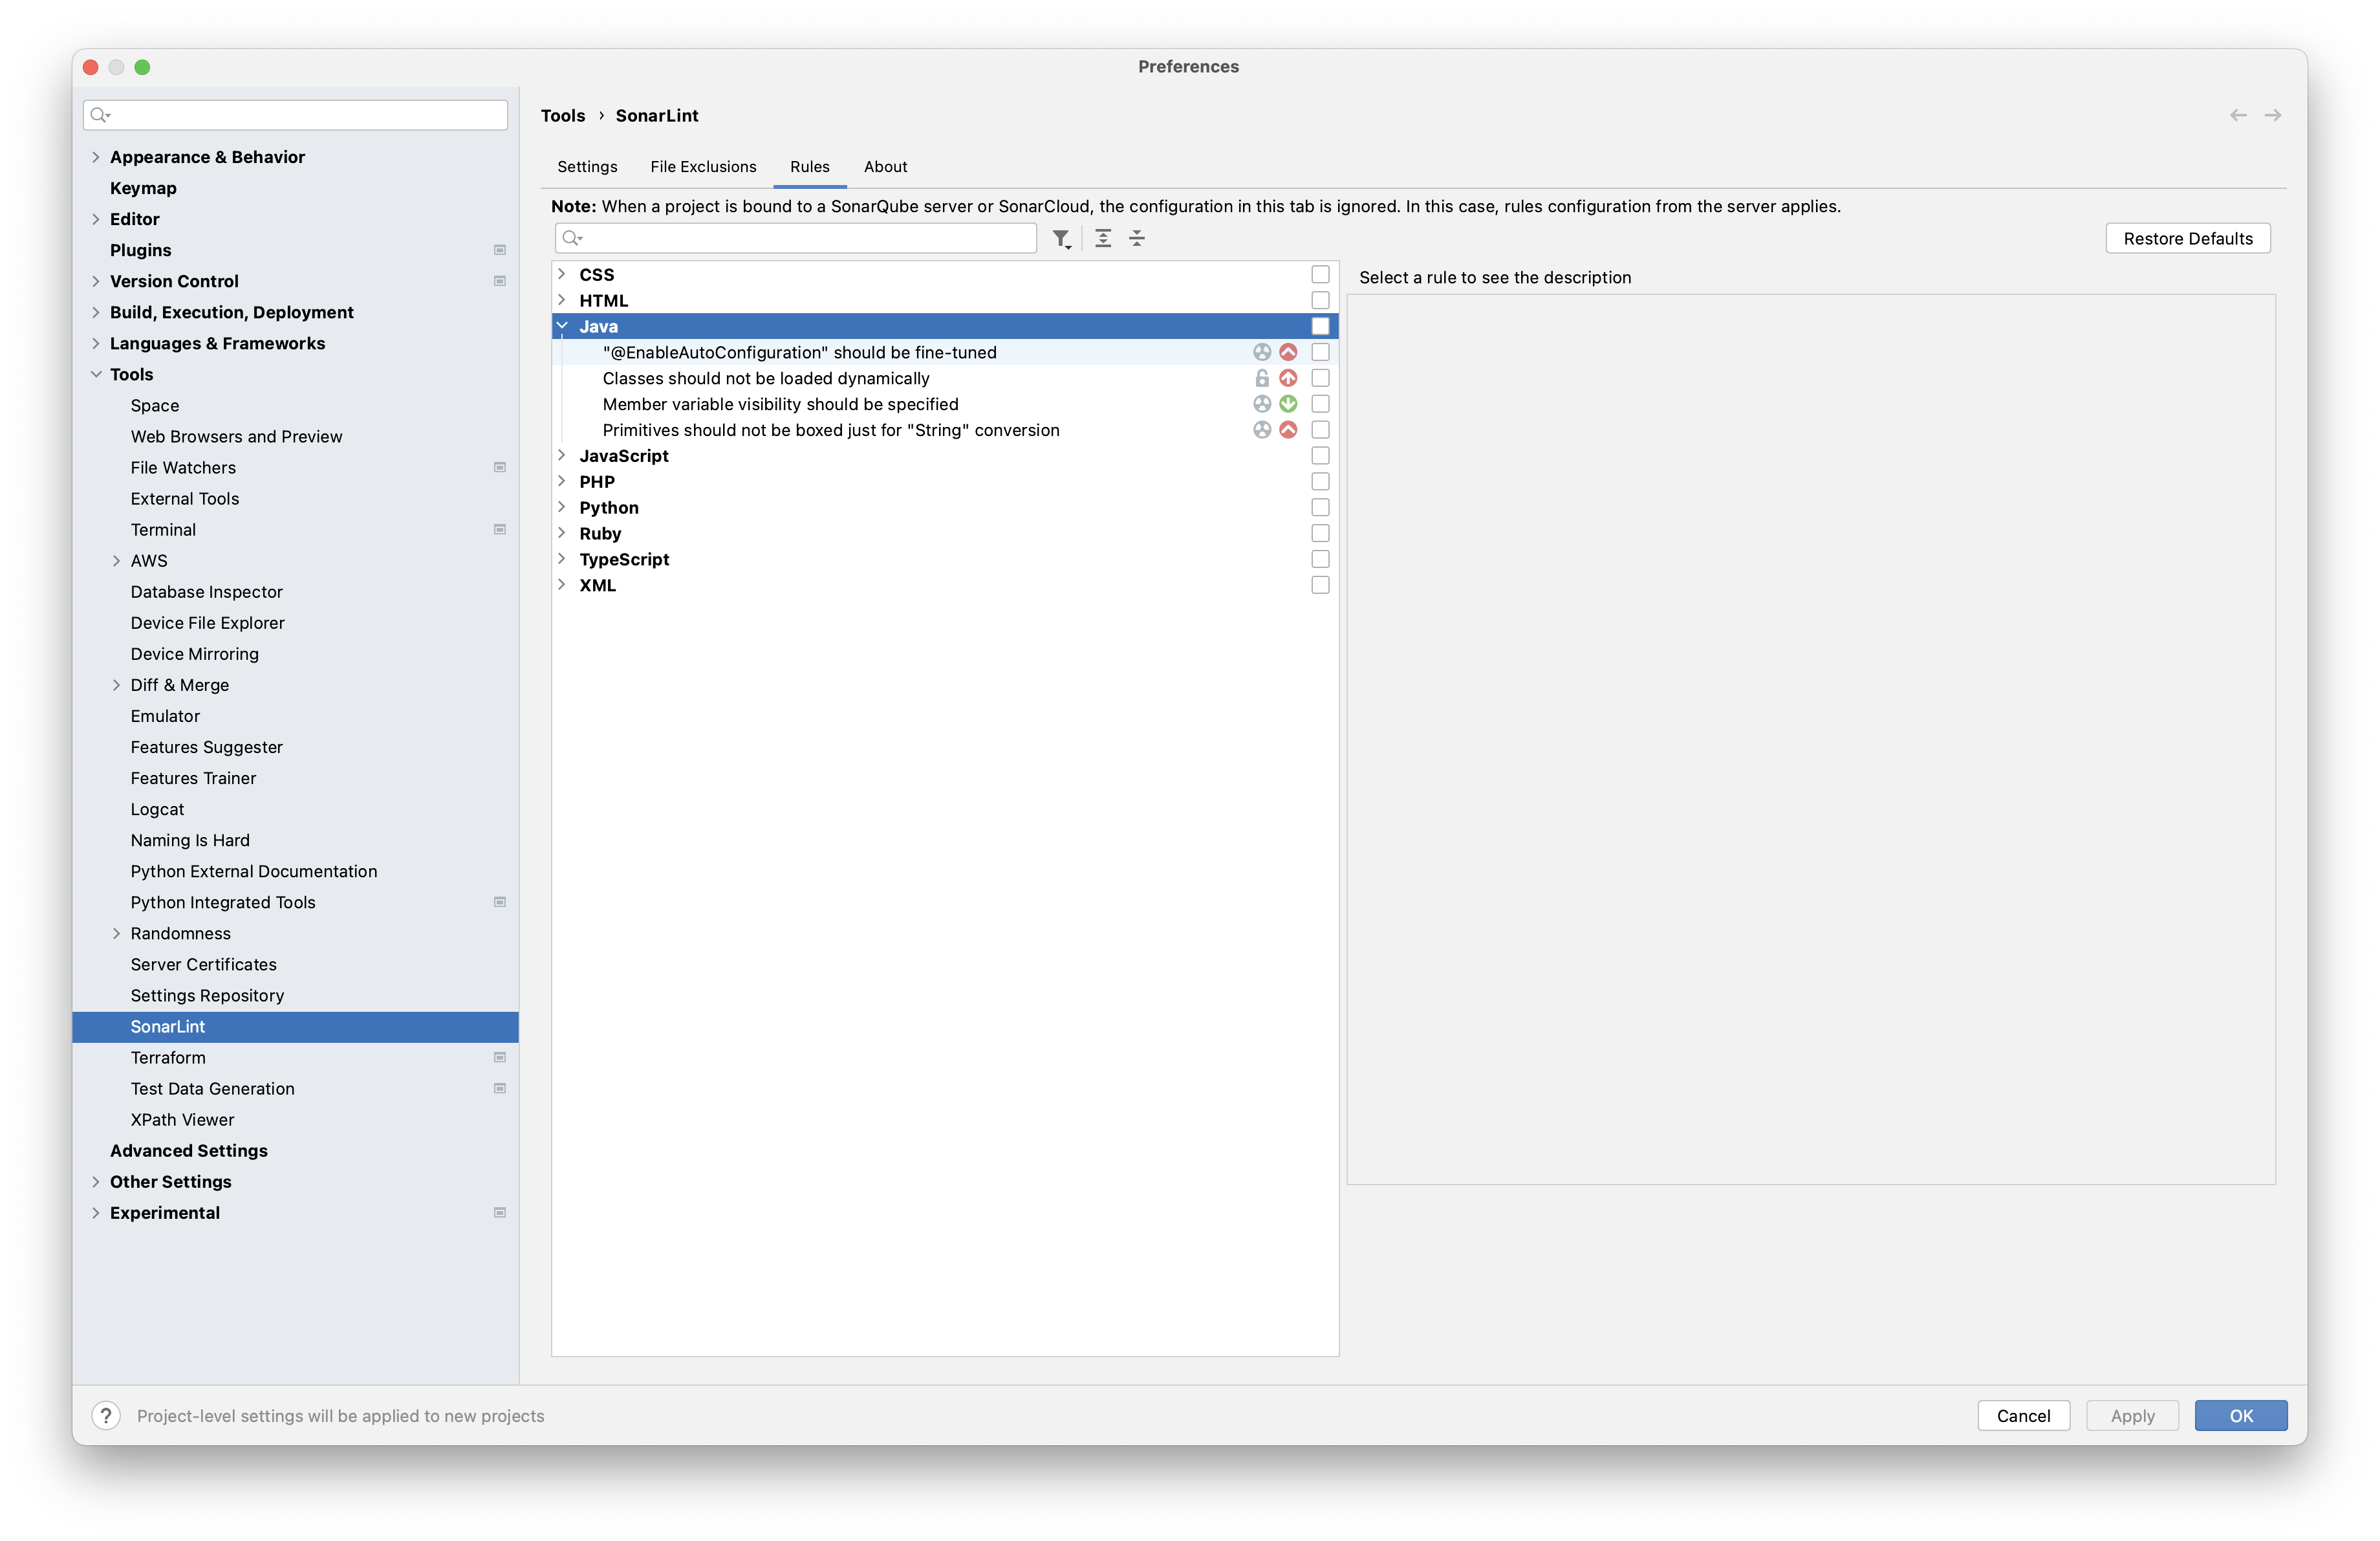 Preferences
Appearance & Behavior
Keymap
Editor
Plugins
Version Control
Build, Execution, Deployment
Languages & Frameworks
Tools
Space
Web Browsers and Preview
File Watchers
External Tools
Terminal
AWS
Database Inspector
Device File Explorer
Device Mirroring
Diff & Merge
Emulator
Features Suggester
Features Trainer
Logcat
Naming Is Hard
Python External Documentation
Python Integrated Tools
Randomness
Server Certificates
Settings Repository
SonarLint
Terraform
Test Data Generation
XPath Viewer
Advanced Settings
Other Settings
Experimental
Tools › SonarLint
Settings File Exclusions Rules About
Note: When a project is bound to a SonarQube server or SonarCloud, the configuration in this tab is ignored. In this case, rules configuration from the server applies.
Restore Defaults
CSS
HTML
Java
"@EnableAutoConfiguration" should be fine-tuned
Classes should not be loaded dynamically
Member variable visibility should be specified
Primitives should not be boxed just for "String" conversion
JavaScript
PHP
Python
Ruby
TypeScript
XML
Select a rule to see the description
? Project-level settings will be applied to new projects
Cancel Apply OK